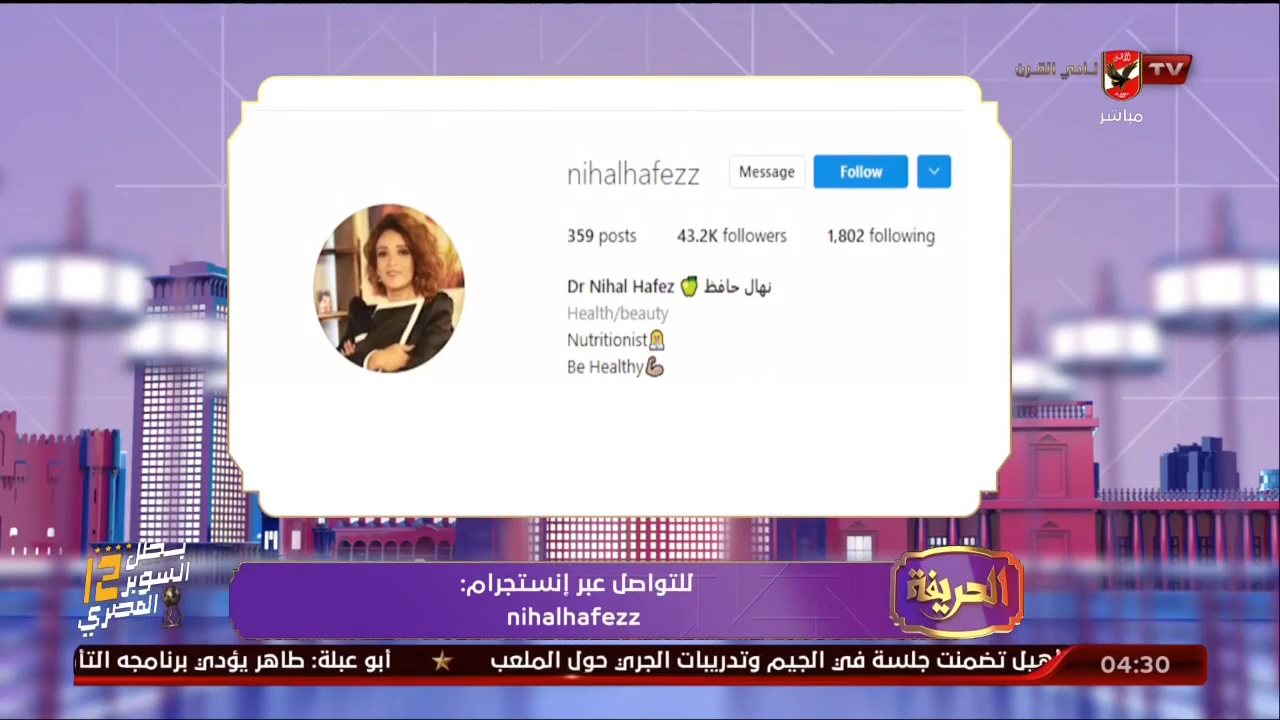 نادي القرن
TV
مباشر
nihalhafezz Message Follow
359 posts 43.2K followers 1,802 following
Dr Nihal Hafez 🍏 نهال حافظ
Health/beauty
Nutritionist👩‍⚕️
Be Healthy💪🏽
بطل
السوبر 12
المصري
للتواصل عبر إنستجرام:
nihalhafezz
الحريفة
تضمنت جلسة في الجيم وتدريبات الجري حول الملعب ★ أبو عبلة: طاهر يؤدي برنامجه
04:30